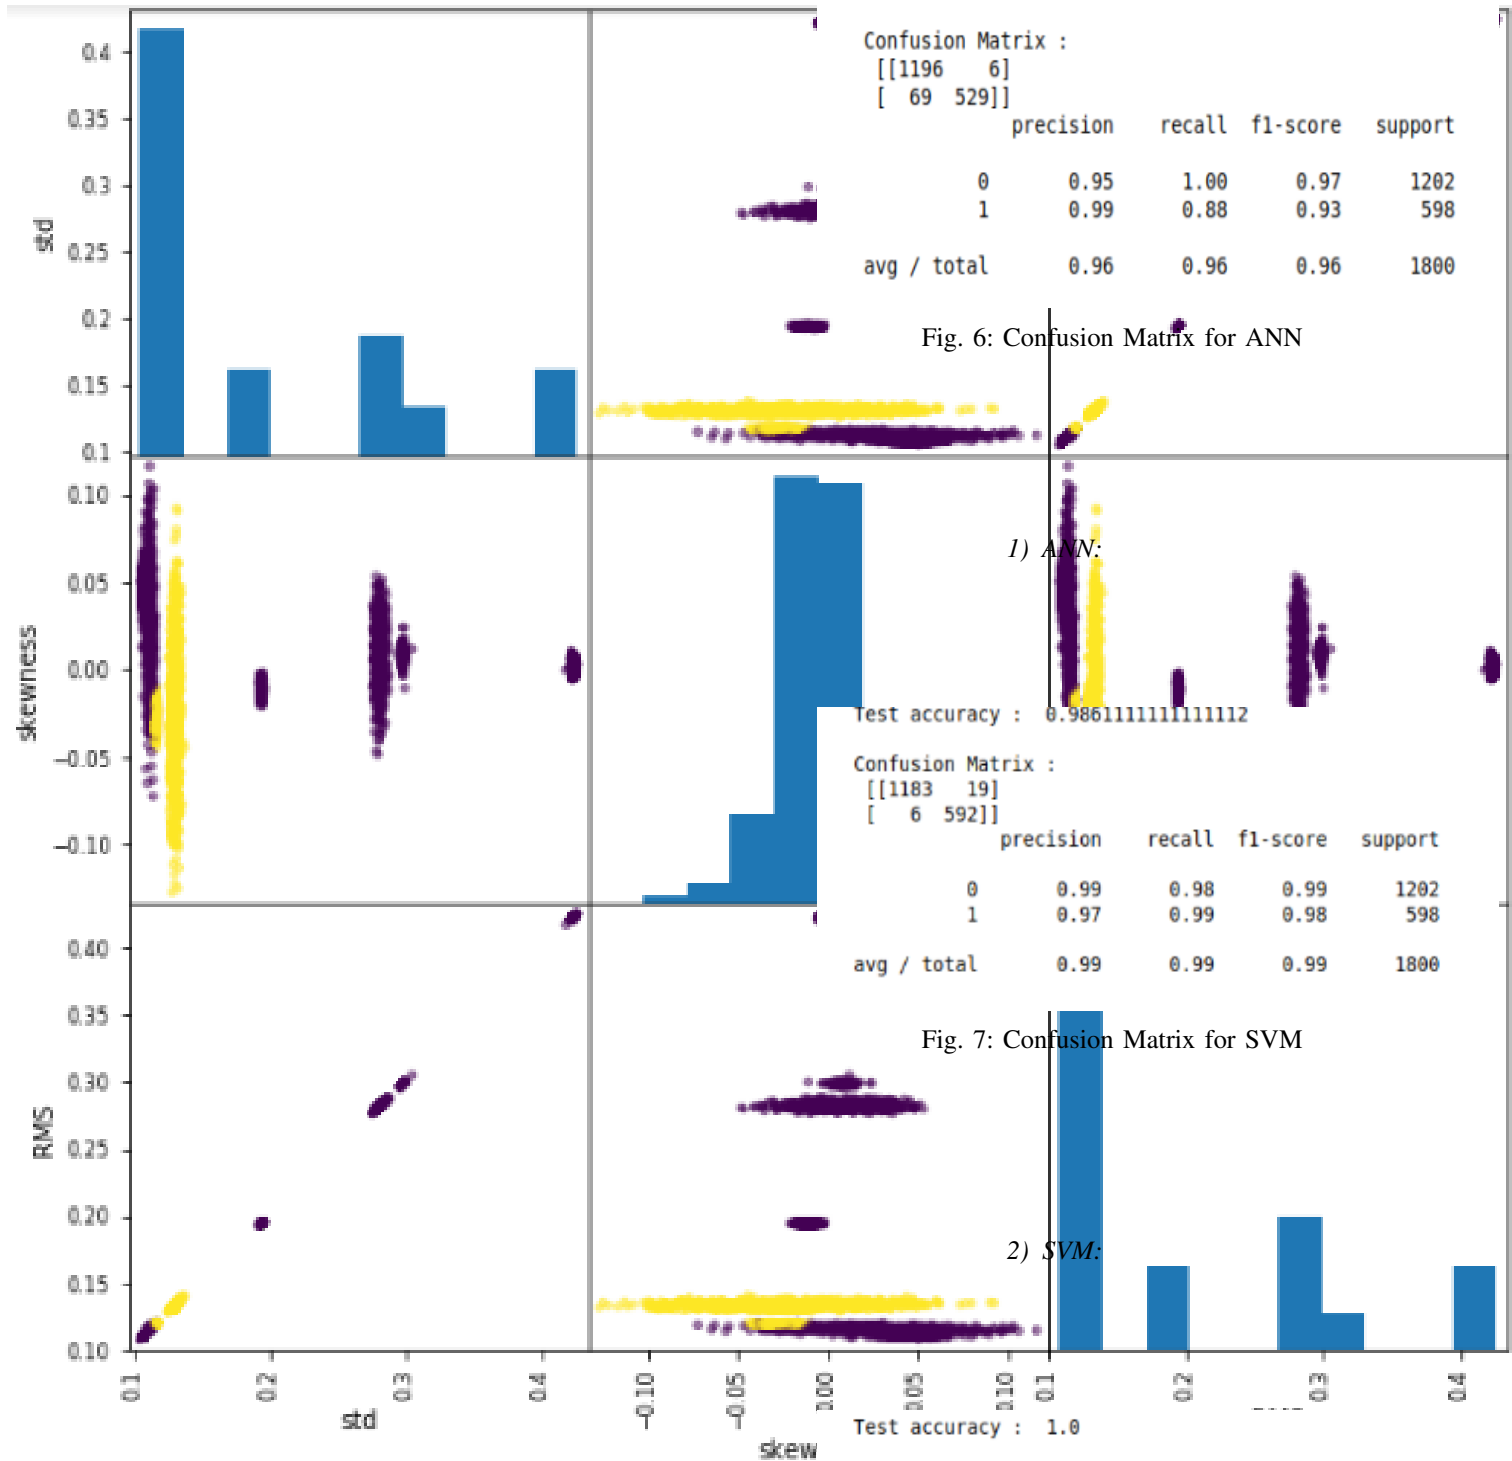 Confusion Matrix :
[[1196    6]
[  69  529]]
precision    recall  f1-score   support
0       0.95      1.00      0.97      1202
1       0.99      0.88      0.93       598
avg / total       0.96      0.96      0.96      1800
Fig. 6: Confusion Matrix for ANN
0.4
0.35
0.3
0.25
0.2
0.15
0.1
std
1) ANN:
0.10
0.05
0.00
−0.05
−0.10
skewness
Test accuracy :  0.9861111111111112
Confusion Matrix :
[[1183   19]
[   6  592]]
precision    recall  f1-score   support
0       0.99      0.98      0.99      1202
1       0.97      0.99      0.98       598
avg / total       0.99      0.99      0.99      1800
Fig. 7: Confusion Matrix for SVM
0.40
0.35
0.30
0.25
0.20
0.15
0.10
RMS
2) SVM:
0.1 0.2 0.3 0.4 −0.10 −0.05 0.00 0.05 0.10 0.1 0.2 0.3 0.4
std
skew
Test accuracy :  1.0